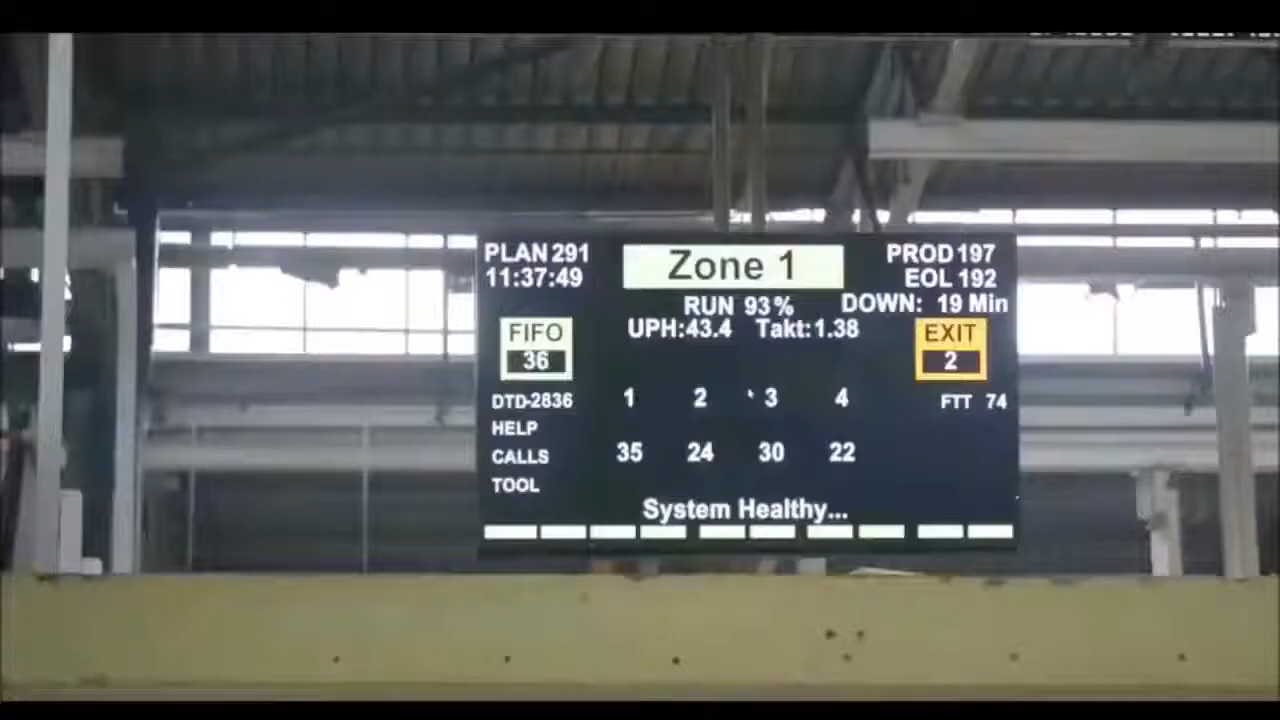 PLAN 291 Zone 1 PROD 197
11:37:49 EOL 192
RUN 93% DOWN: 19 Min
FIFO UPH:43.4 Takt:1.38 EXIT
36 2
DTD-2836 1 2 3 4 FTT 74
HELP
CALLS 35 24 30 22
TOOL
System Healthy...